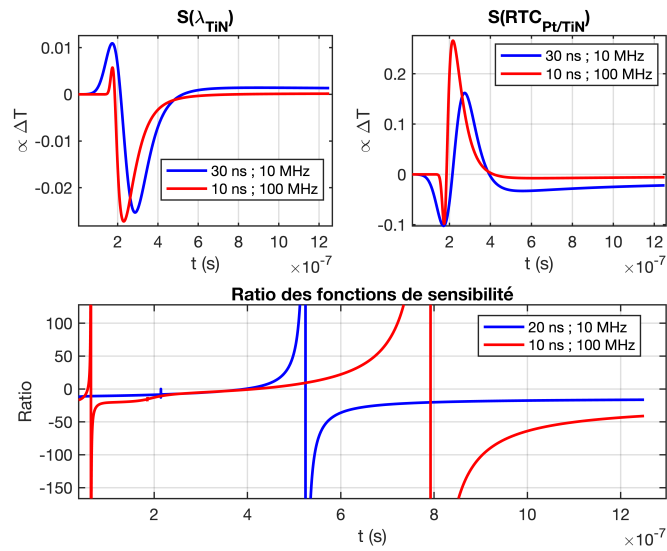 S(λTiN)
∝ ΔT
0.01
0
-0.01
-0.02
30 ns ; 10 MHz
10 ns ; 100 MHz
2 4 6 8 10 12
t (s)
×10-7
S(RTCPt/TiN)
∝ ΔT
0.2
0.1
0
-0.1
30 ns ; 10 MHz
10 ns ; 100 MHz
2 4 6 8 10 12
t (s)
×10-7
Ratio des fonctions de sensibilité
Ratio
100
50
0
-50
-100
-150
20 ns ; 10 MHz
10 ns ; 100 MHz
2 4 6 8 10 12
t (s)
×10-7